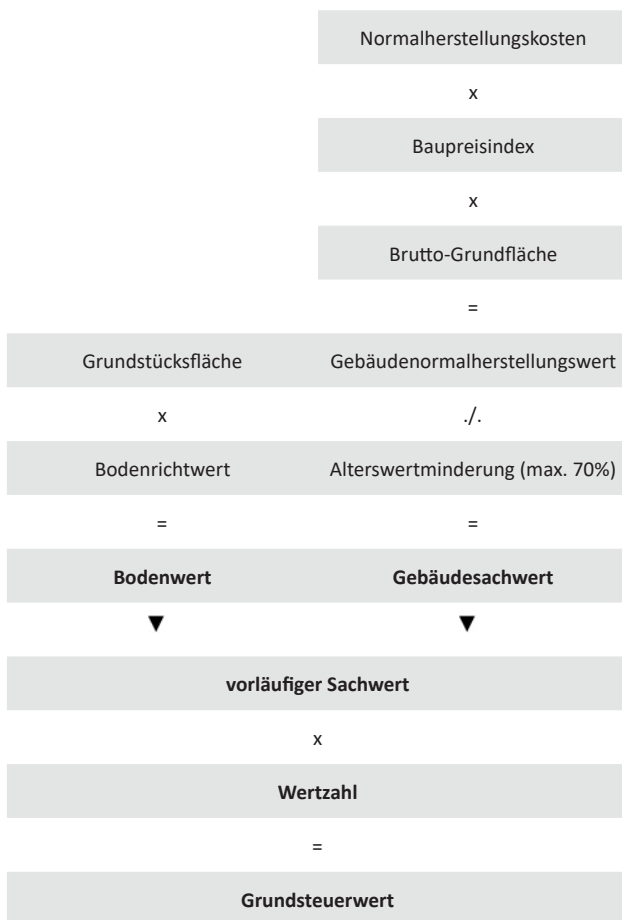 Normalherstellungskosten
x
Baupreisindex
x
Brutto-Grundfläche
=
Grundstücksfläche Gebäudenormalherstellungswert
x ./.
Bodenrichtwert Alterswertminderung (max. 70%)
= =
Bodenwert Gebäudesachwert
▼ ▼
vorläufiger Sachwert
x
Wertzahl
=
Grundsteuerwert